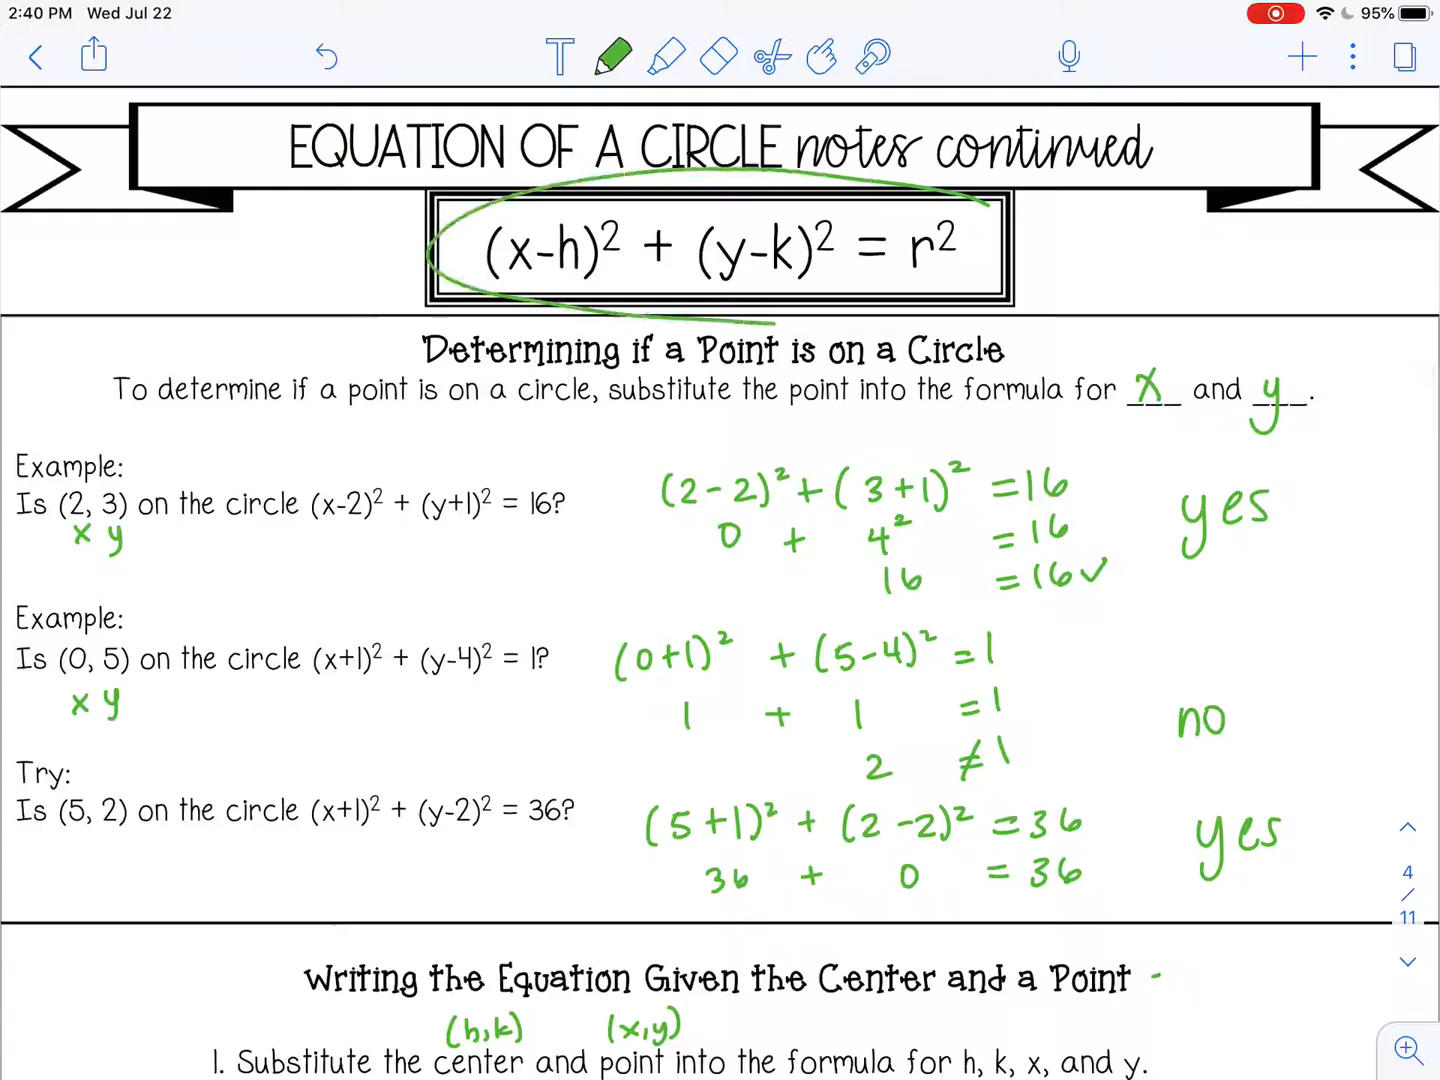 2:40 PM Wed Jul 22 95%
EQUATION OF A CIRCLE notes continued
(x-h)² + (y-k)² = r²
Determining if a Point is on a Circle
To determine if a point is on a circle, substitute the point into the formula for x and y.
Example:
Is (2, 3) on the circle (x-2)² + (y+1)² = 16?
x y
(2-2)² + (3+1)² = 16
0 + 4² = 16
16 = 16✓
yes
Example:
Is (0, 5) on the circle (x+1)² + (y-4)² = 1?
x y
(0+1)² + (5-4)² = 1
1 + 1 = 1
2 ≠ 1
no
Try:
Is (5, 2) on the circle (x+1)² + (y-2)² = 36?
(5+1)² + (2-2)² = 36
36 + 0 = 36
yes
4
/
11
Writing the Equation Given the Center and a Point -
(h,k) (x,y)
1. Substitute the center and point into the formula for h, k, x, and y.